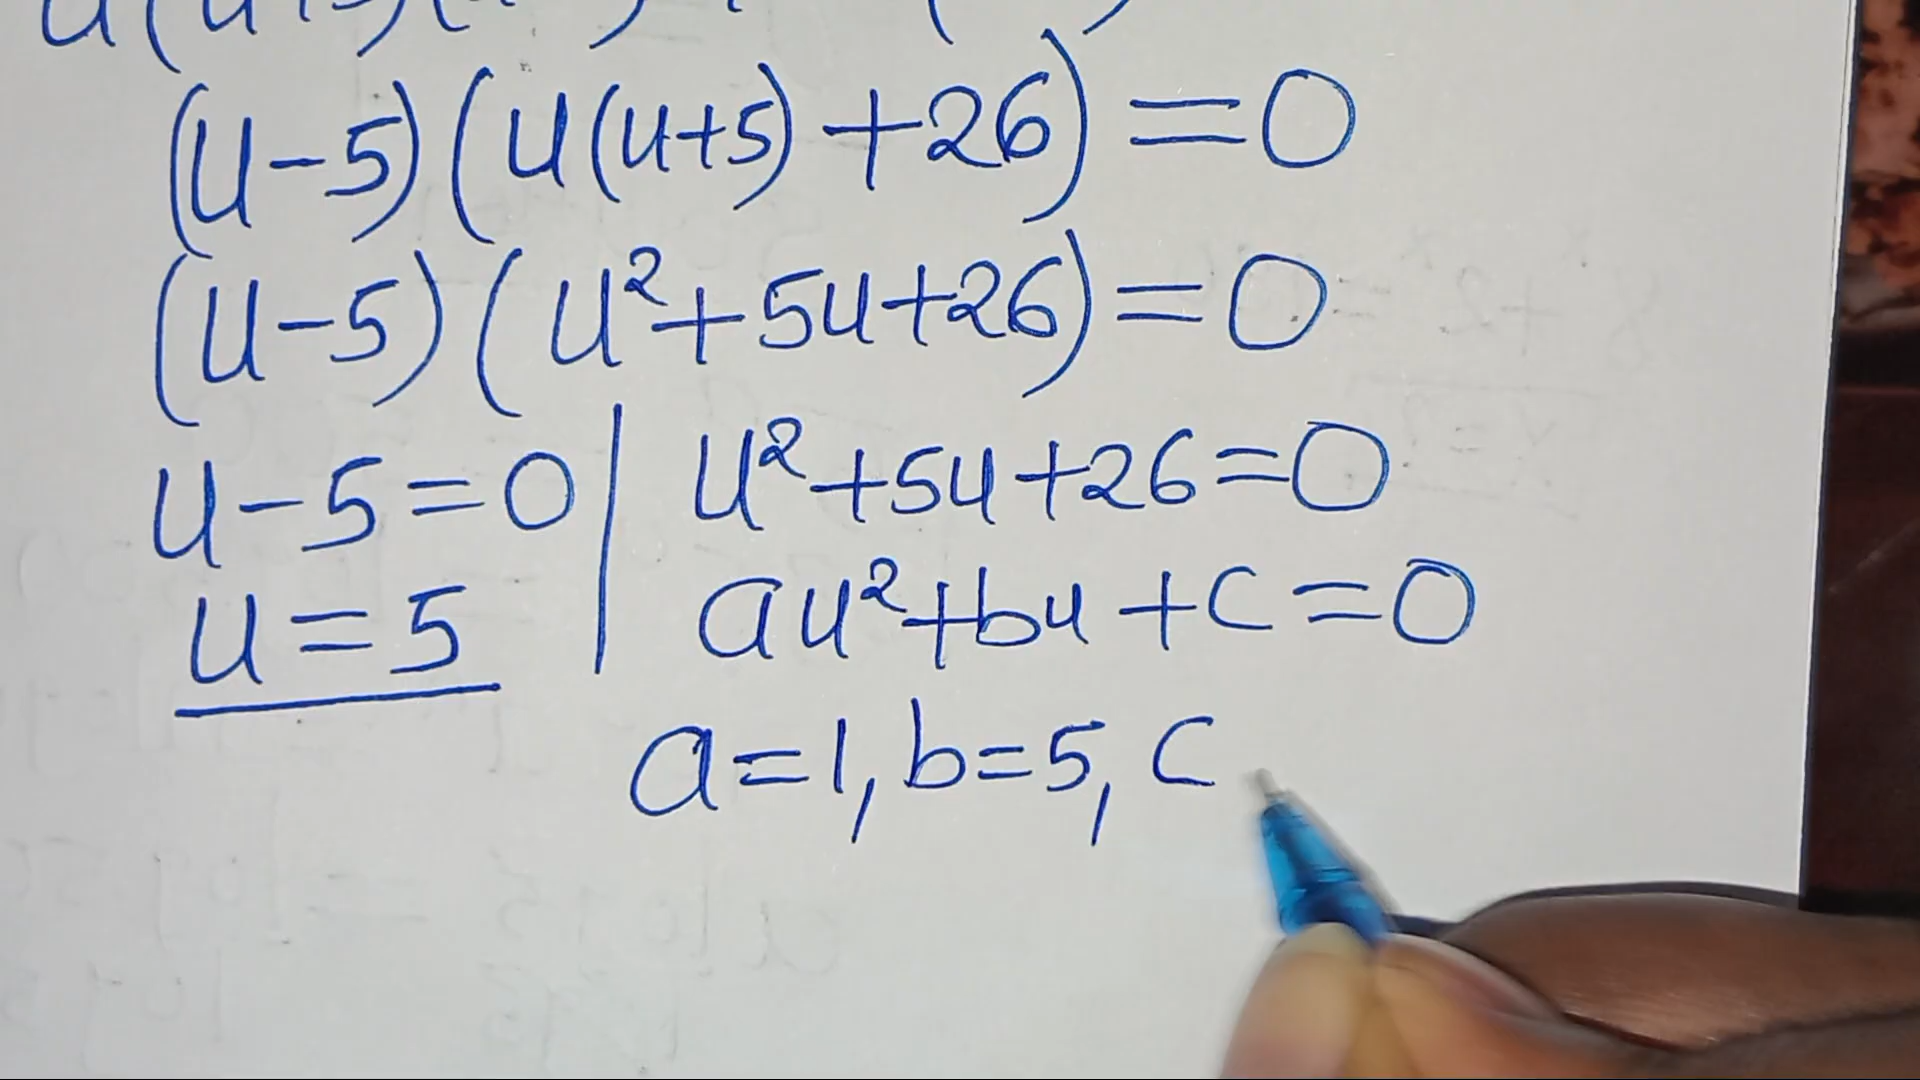 (u-5)(u(u+5)+26)=0
(u-5)(u²+5u+26)=0
u-5=0 | u²+5u+26=0
u=5 | au²+bu+c=0
a=1, b=5, c